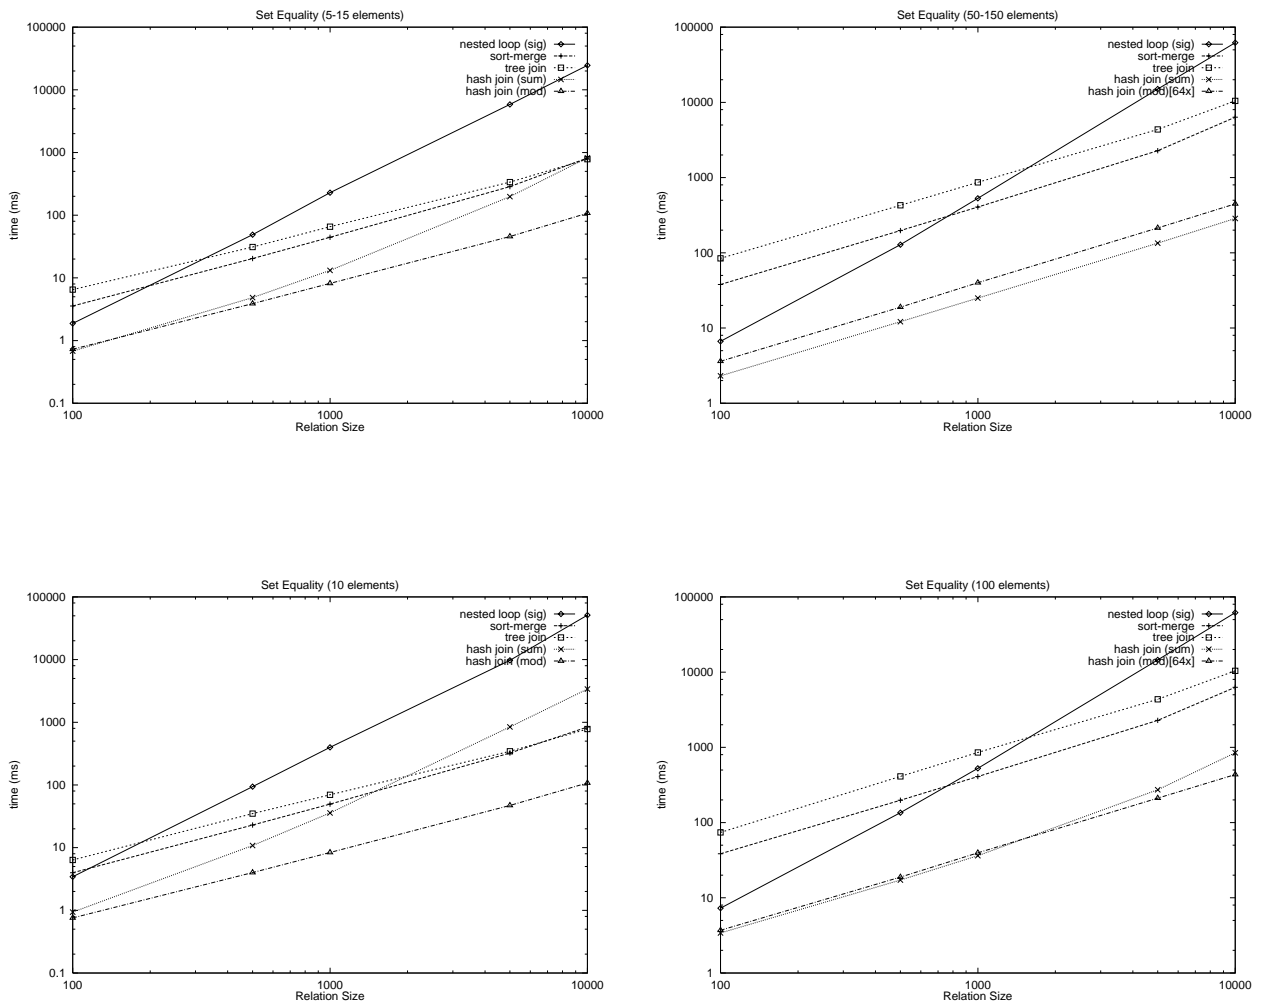 Set Equality (5-15 elements)
100000
10000
1000
100
10
1
0.1
time (ms)
nested loop (sig)
sort-merge
tree join
hash join (sum)
hash join (mod)
100
1000
10000
Relation Size
Set Equality (50-150 elements)
100000
10000
1000
100
10
1
time (ms)
nested loop (sig)
sort-merge
tree join
hash join (sum)
hash join (mod)[64x]
100
1000
10000
Relation Size
Set Equality (10 elements)
100000
10000
1000
100
10
1
0.1
time (ms)
nested loop (sig)
sort-merge
tree join
hash join (sum)
hash join (mod)
100
1000
10000
Relation Size
Set Equality (100 elements)
100000
10000
1000
100
10
1
time (ms)
nested loop (sig)
sort-merge
tree join
hash join (sum)
hash join (mod)[64x]
100
1000
10000
Relation Size